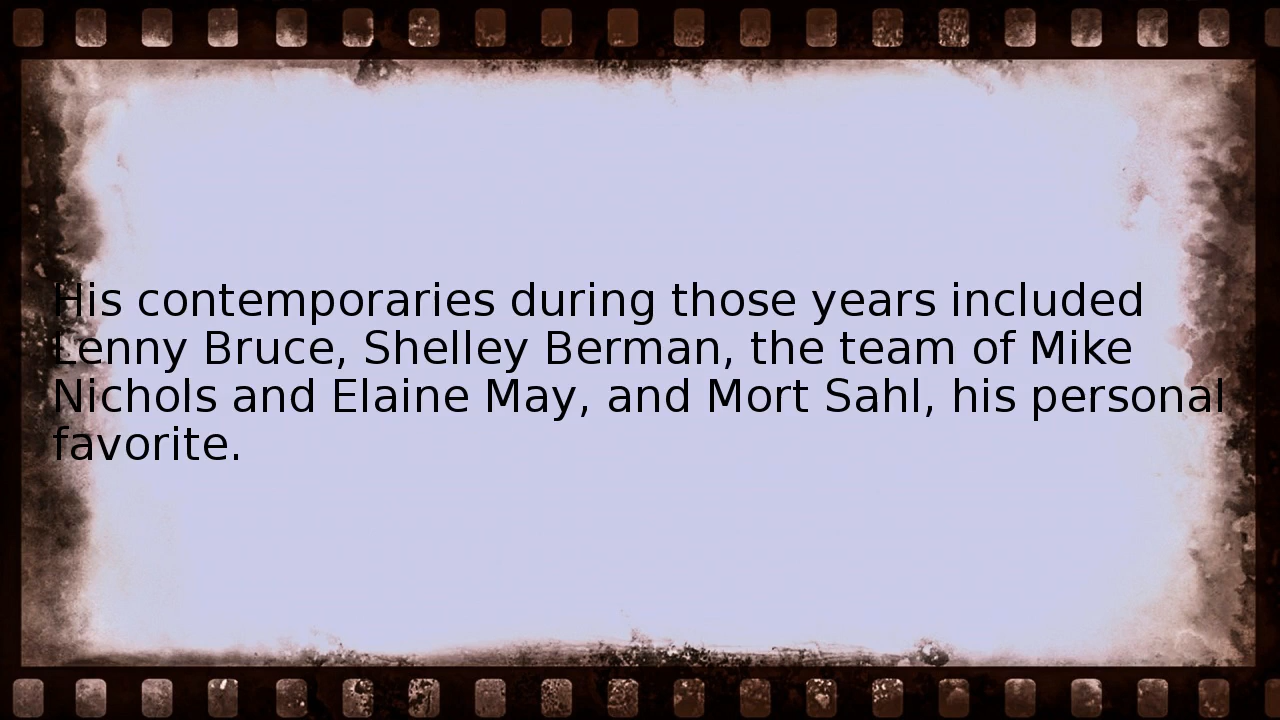 His contemporaries during those years included
Lenny Bruce, Shelley Berman, the team of Mike
Nichols and Elaine May, and Mort Sahl, his personal
favorite.